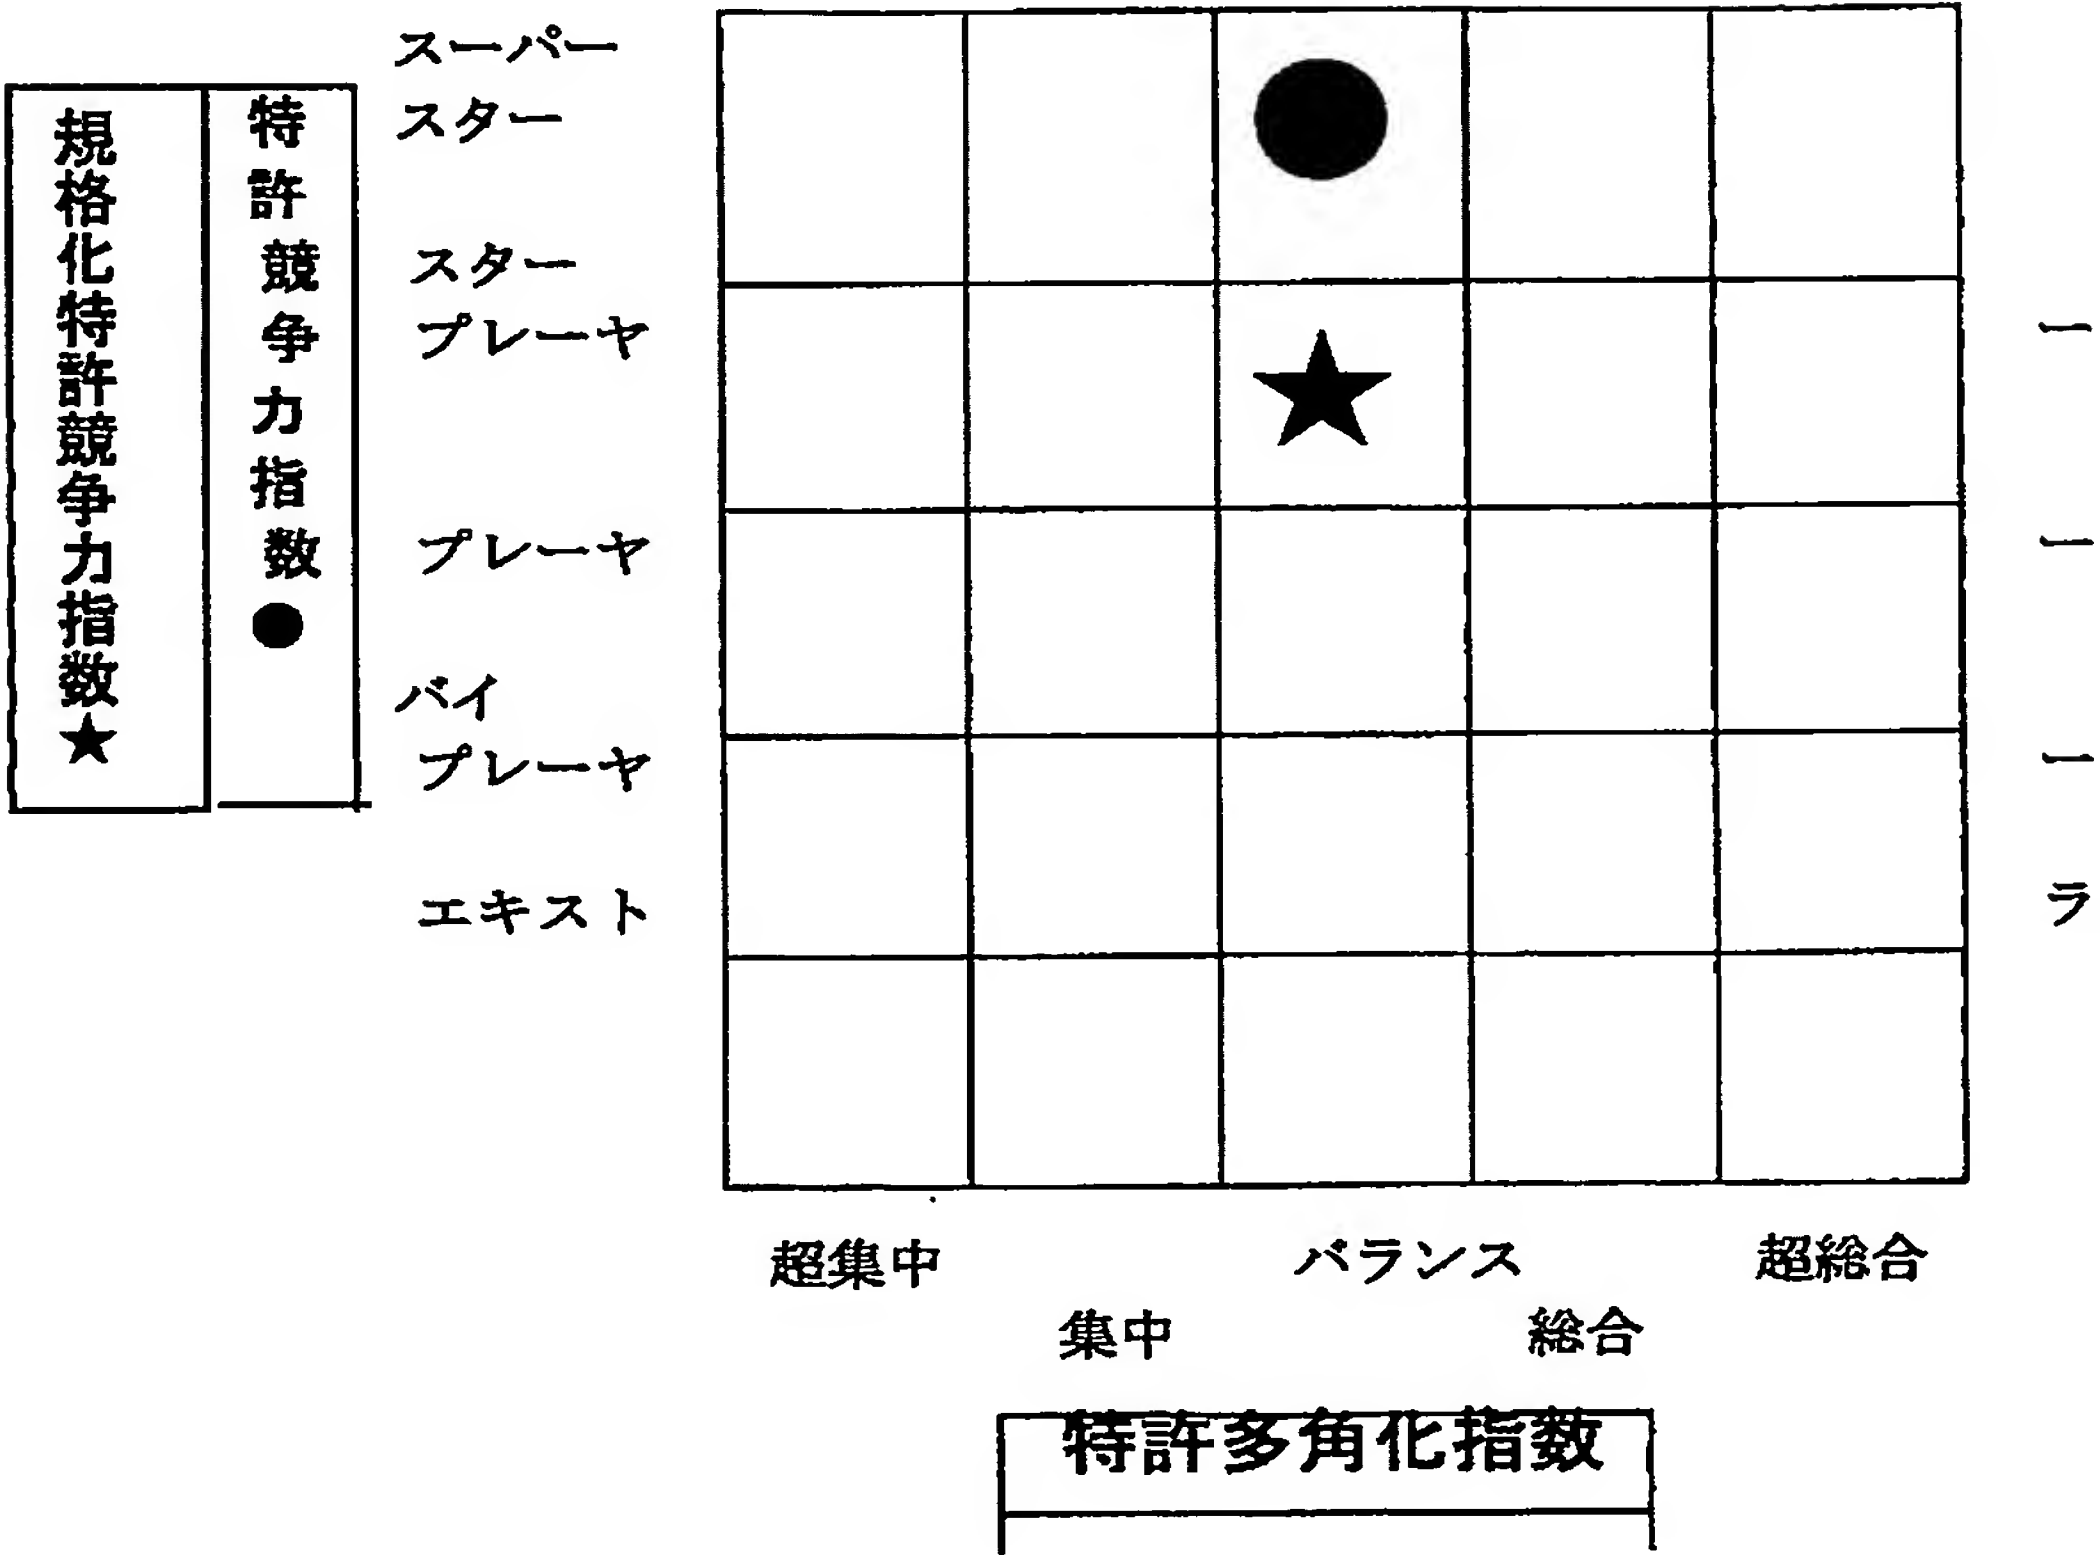 規格化特許競争力指数★
特許競争力指数●
スーパー
スター
スター
プレーヤー
プレーヤー
バイ
プレーヤー
エキストラ
超集中
バランス
超総合
集中
総合
特許多角化指数